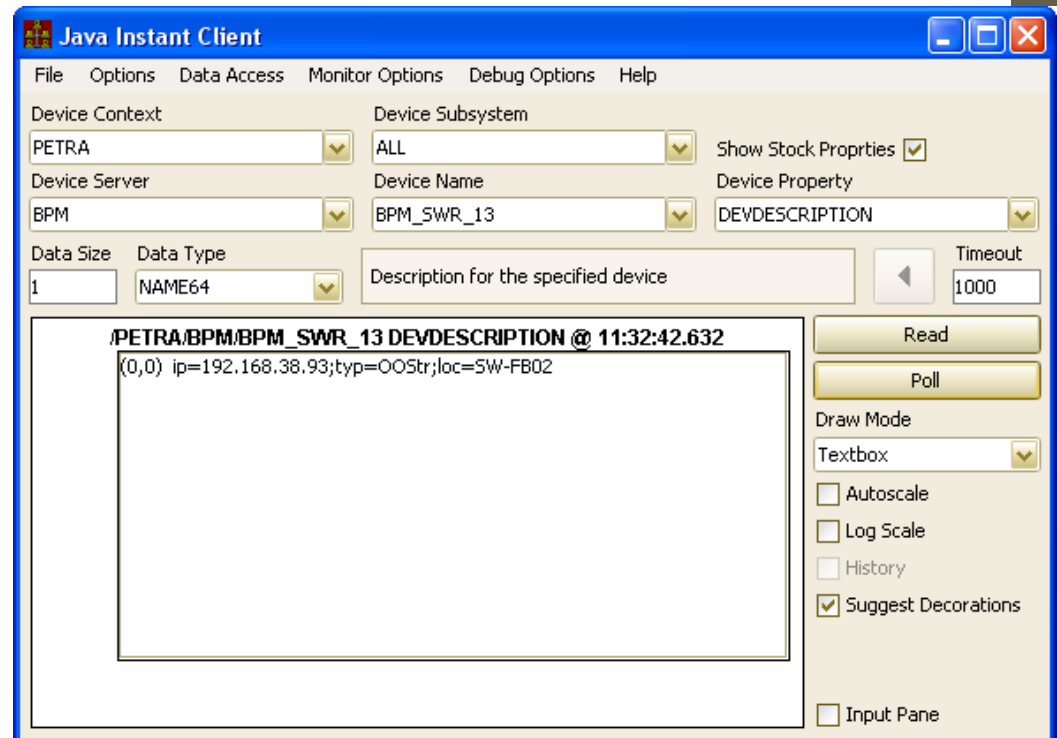 Java Instant Client
File Options Data Access Monitor Options Debug Options Help
Device Context Device Subsystem
PETRA ALL Show Stock Proprties
Device Server Device Name Device Property
BPM BPM_SWR_13 DEVDESCRIPTION
Data Size Data Type Timeout
1 NAME64 Description for the specified device 1000
/PETRA/BPM/BPM_SWR_13 DEVDESCRIPTION @ 11:32:42.632 Read
(0,0) ip=192.168.38.93;typ=OOStr;loc=SW-FB02
Poll
Draw Mode
Textbox
Autoscale
Log Scale
History
Suggest Decorations
Input Pane